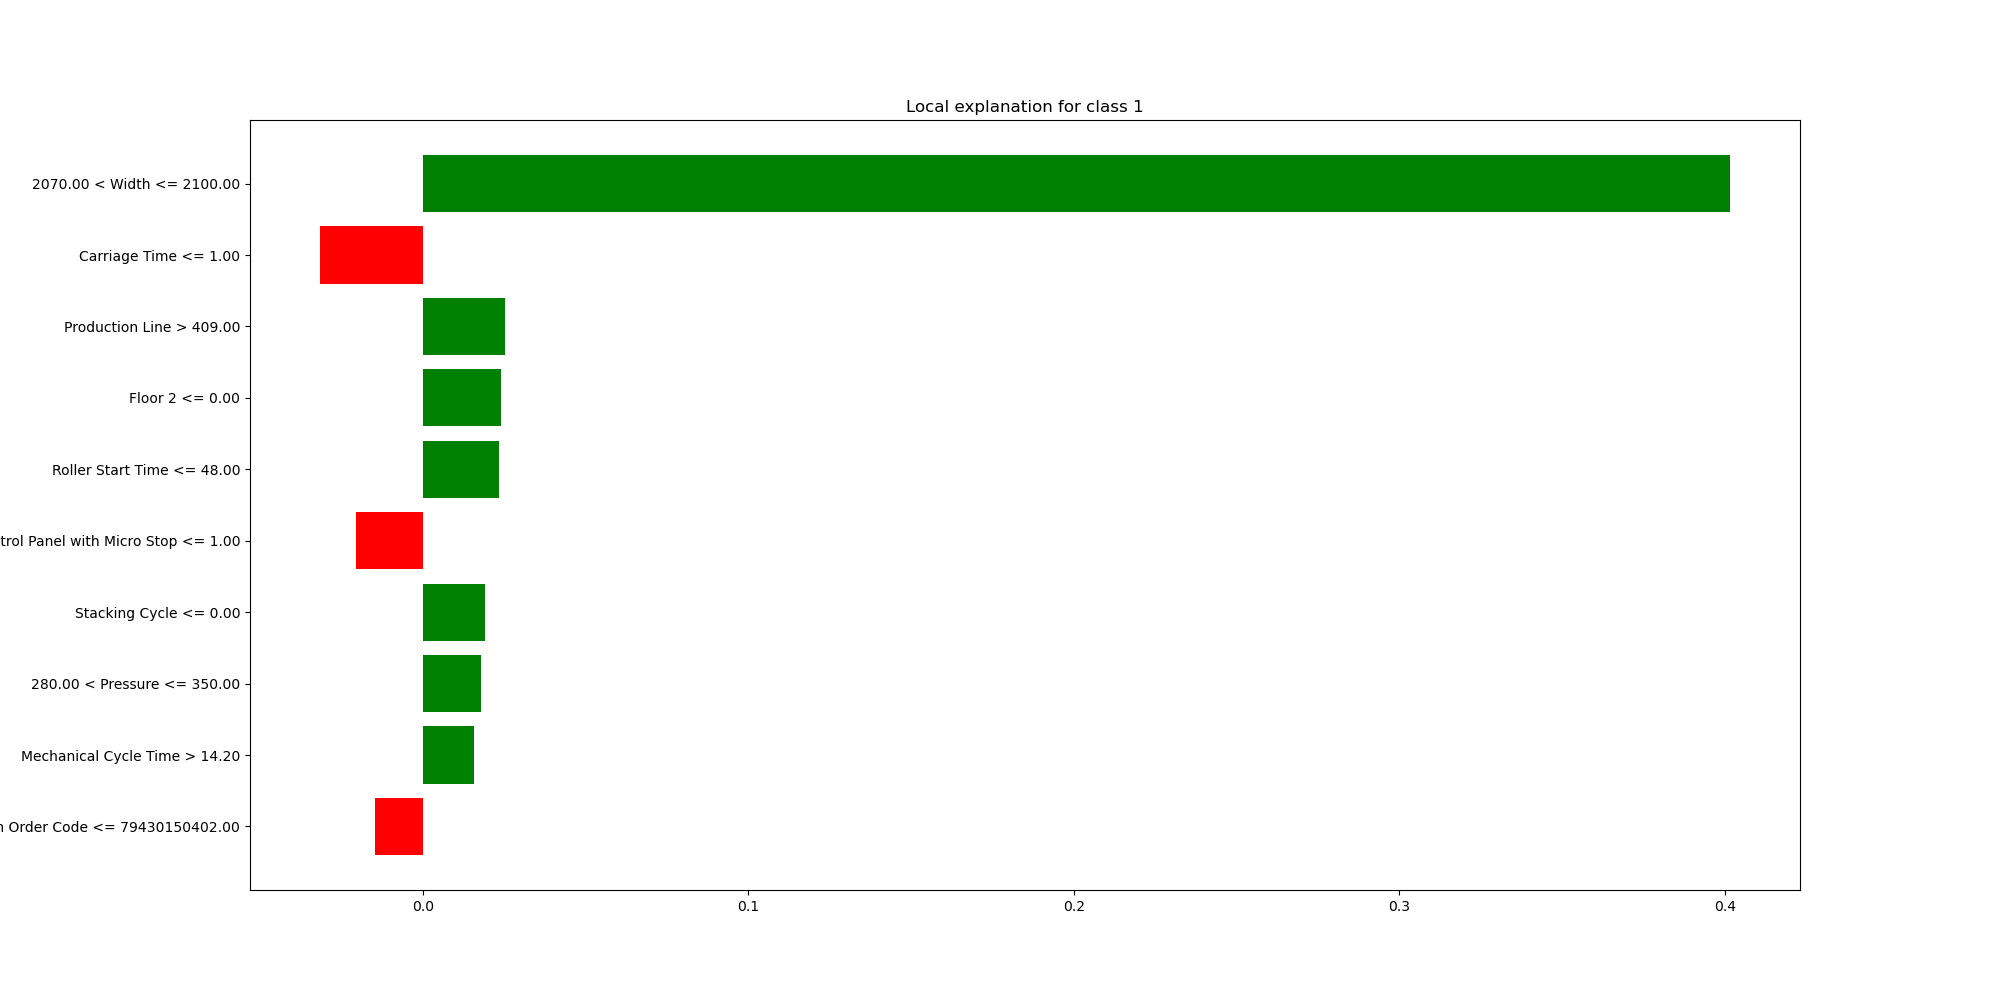 Local explanation for class 1
2070.00 < Width <= 2100.00
Carriage Time <= 1.00
Production Line > 409.00
Floor 2 <= 0.00
Roller Start Time <= 48.00
Panel with Micro Stop <= 1.00
Stacking Cycle <= 0.00
280.00 < Pressure <= 350.00
Mechanical Cycle Time > 14.20
Order Code <= 79430150402.00
0.0 0.1 0.2 0.3 0.4